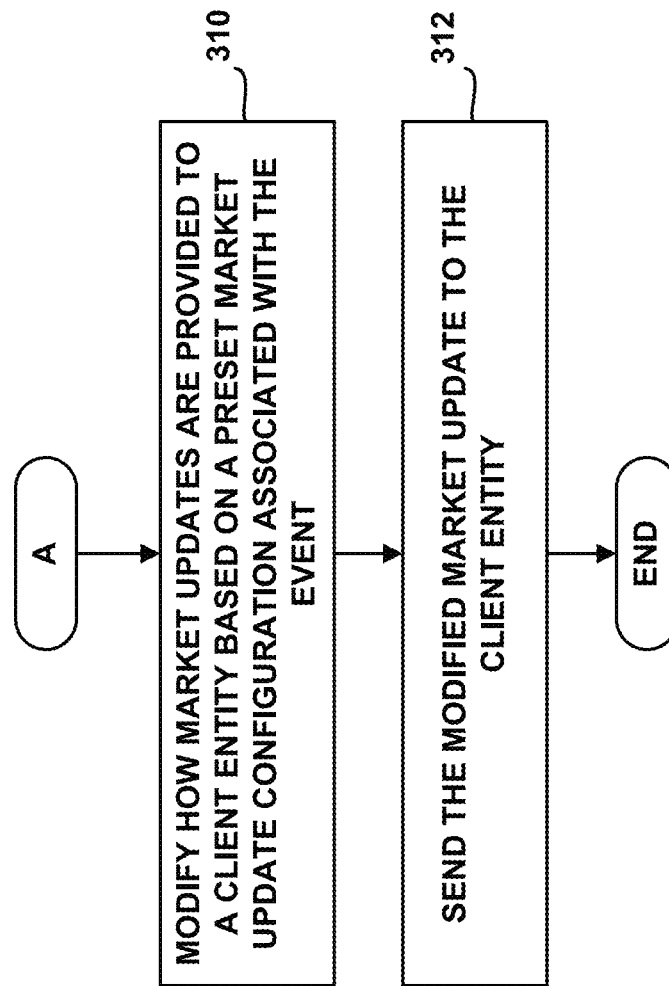 A
MODIFY HOW MARKET UPDATES ARE PROVIDED TO
A CLIENT ENTITY BASED ON A PRESET MARKET
UPDATE CONFIGURATION ASSOCIATED WITH THE
EVENT
310
SEND THE MODIFIED MARKET UPDATE TO THE
CLIENT ENTITY
312
END